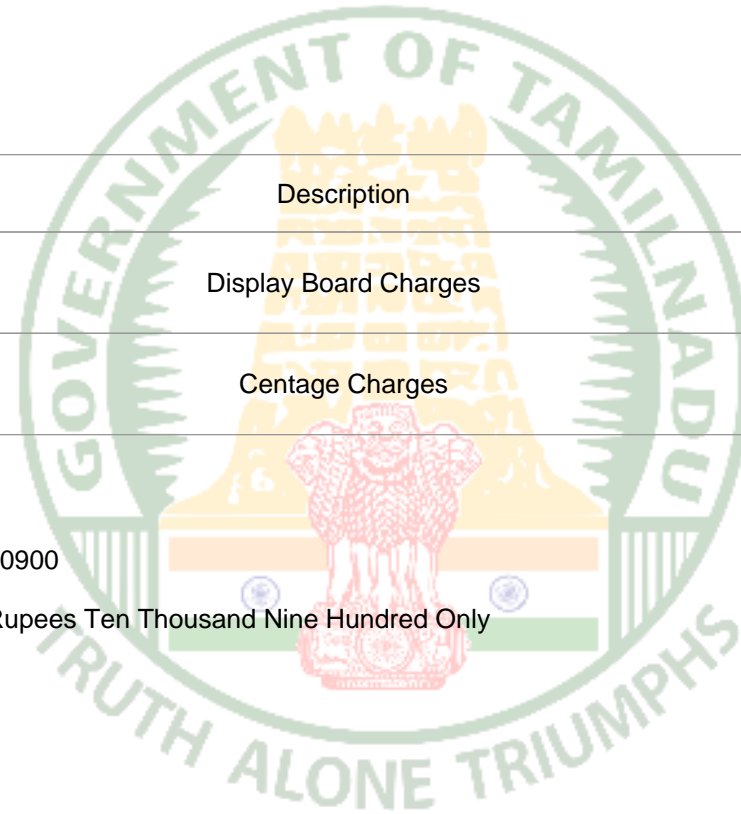 GOVERNMENT OF TAMILNADU
Description
Display Board Charges
Centage Charges
0900
Rupees Ten Thousand Nine Hundred Only
TRUTH ALONE TRIUMPHS